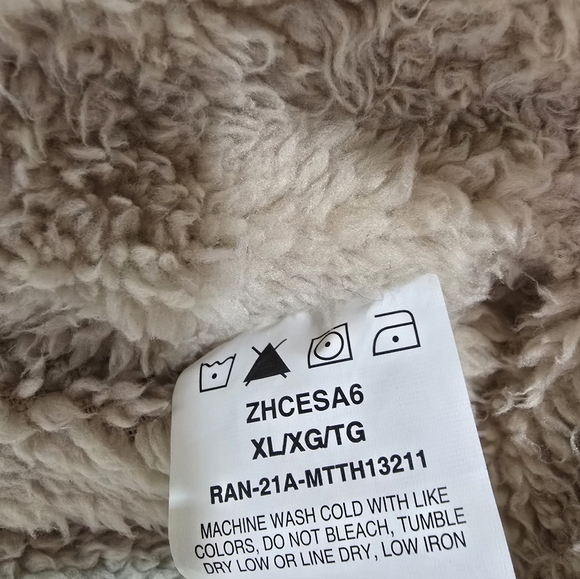 ZHCESA6
XL/XG/TG
RAN-21A-MTTH13211
MACHINE WASH COLD WITH LIKE
COLORS, DO NOT BLEACH, TUMBLE
DRY LOW OR LINE DRY, LOW IRON